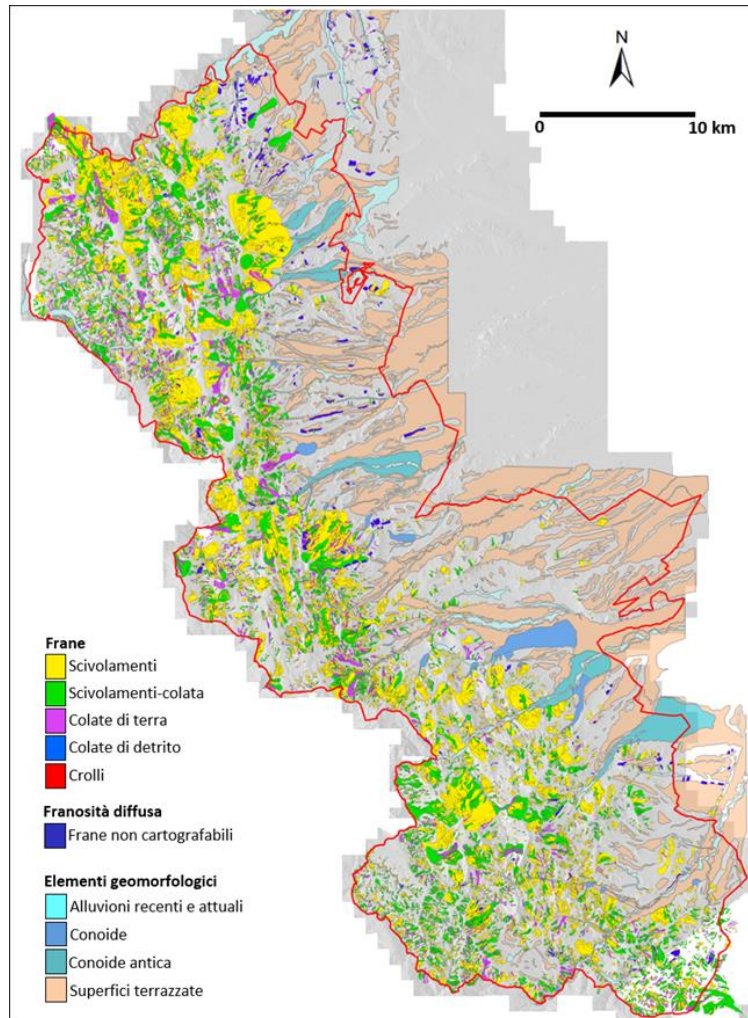 N
0 10 km
Frane
Scivolamenti
Scivolamenti-colata
Colate di terra
Colate di detrito
Crolli
Franosità diffusa
Frane non cartografabili
Elementi geomorfologici
Alluvioni recenti e attuali
Conoide
Conoide antica
Superfici terrazzate